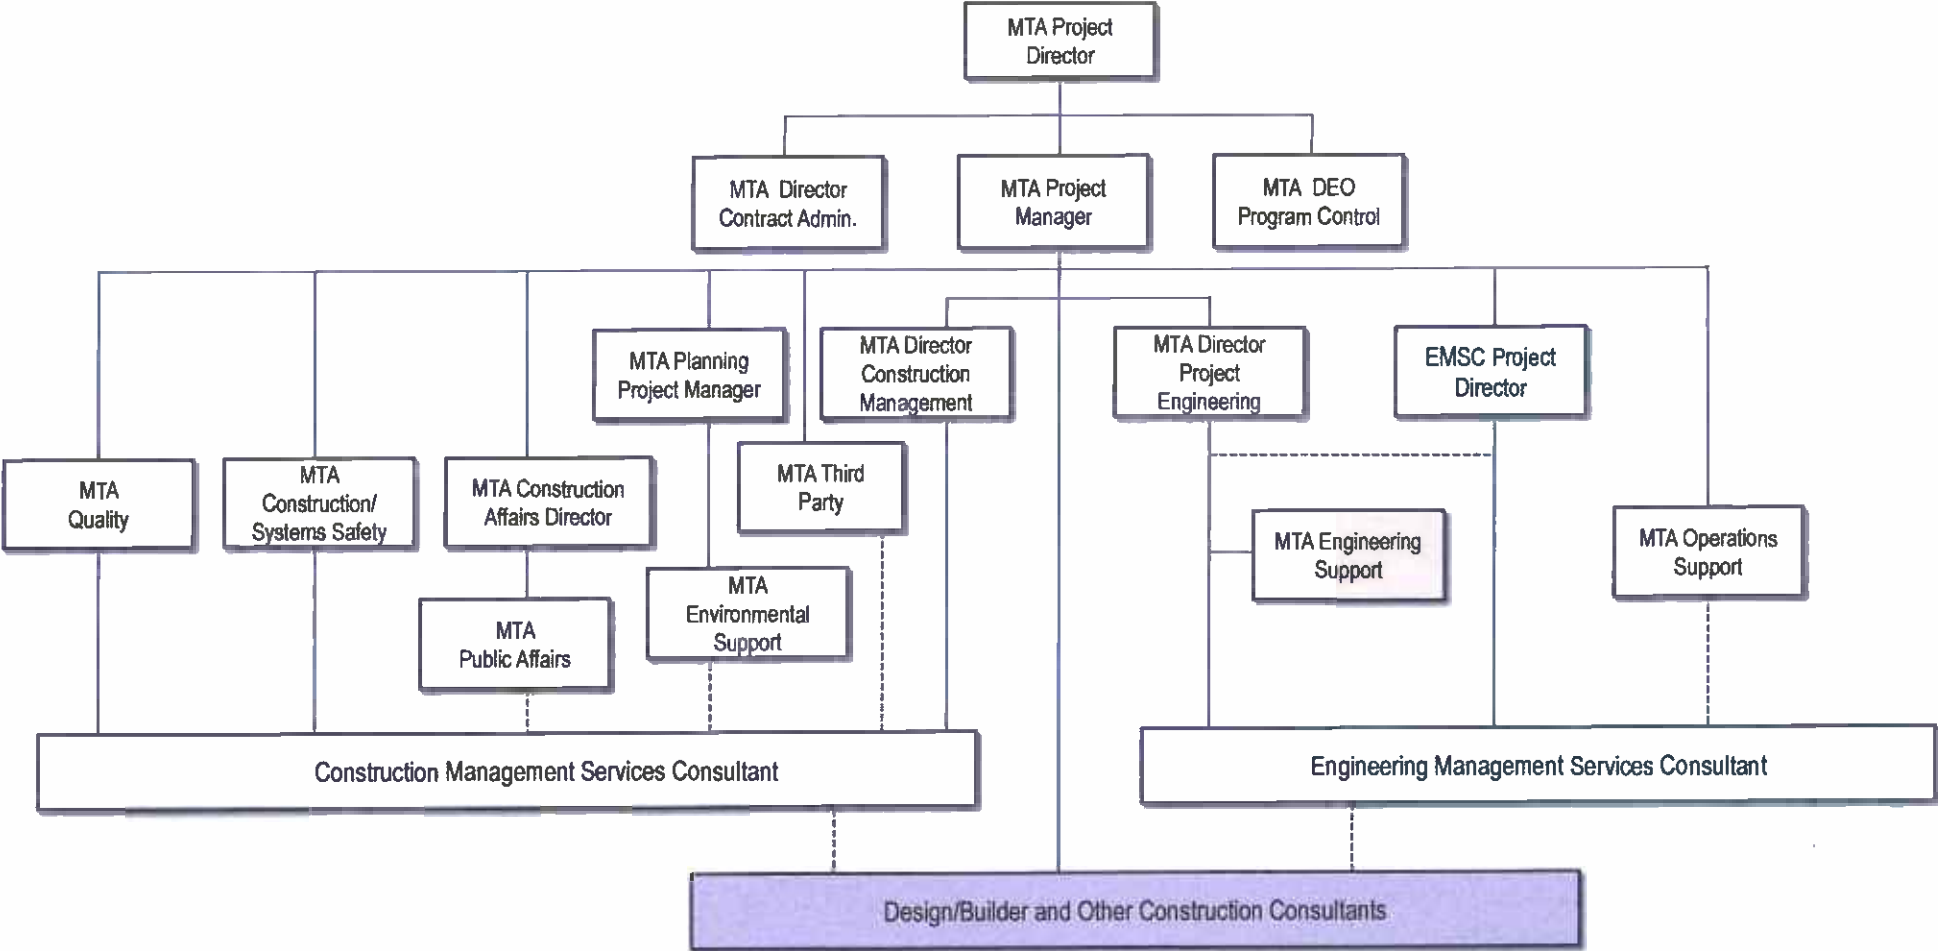 MTA Project
Director
MTA Director
Contract Admin.
MTA Project
Manager
MTA DEO
Program Control
MTA Planning
Project Manager
MTA Director
Construction
Management
MTA Director
Project
Engineering
EMSC Project
Director
MTA
Quality
MTA
Construction/
Systems Safety
MTA Construction
Affairs Director
MTA Third
Party
MTA Engineering
Support
MTA Operations
Support
MTA
Public Affairs
MTA
Environmental
Support
Construction Management Services Consultant
Engineering Management Services Consultant
Design/Builder and Other Construction Consultants